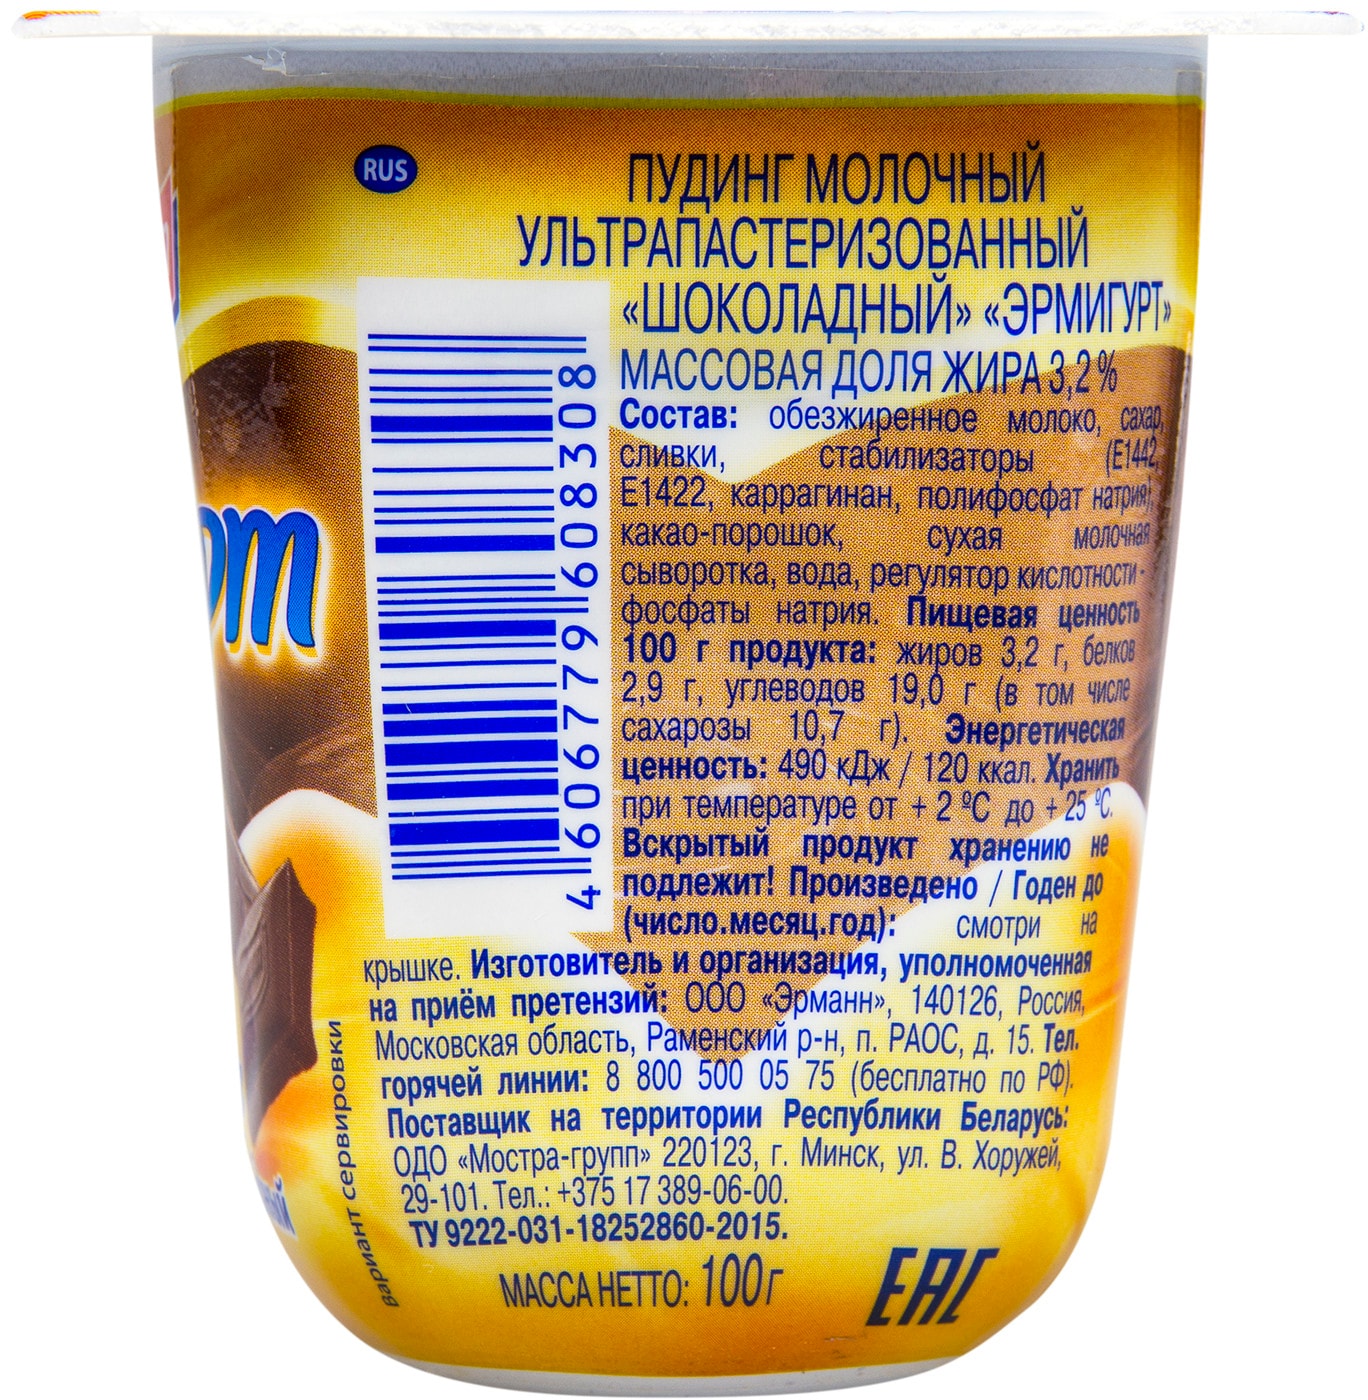 RUS
ПУДИНГ МОЛОЧНЫЙ
УЛЬТРАПАСТЕРИЗОВАННЫЙ
«ШОКОЛАДНЫЙ» «ЭРМИГУРТ»
МАССОВАЯ ДОЛЯ ЖИРА 3,2%
Состав: обезжиренное молоко, сахар,
сливки, стабилизаторы (Е1442,
Е1422, каррагинан, полифосфат натрия),
какао-порошок, сухая молочная
сыворотка, вода, регулятор кислотности-
фосфаты натрия. Пищевая ценность
100 г продукта: жиров 3,2 г, белков
2,9 г, углеводов 19,0 г (в том числе
сахарозы 10,7 г). Энергетическая
ценность: 490 кДж / 120 ккал. Хранить
при температуре от + 2 ºС до + 25 ºС.
Вскрытый продукт хранению не
подлежит! Произведено / Годен до
(число.месяц.год): смотри на
крышке. Изготовитель и организация, уполномоченная
на приём претензий: ООО «Эрманн», 140126, Россия,
Московская область, Раменский р-н, п. РАОС, д. 15. Тел.
горячей линии: 8 800 500 05 75 (бесплатно по РФ).
Поставщик на территории Республики Беларусь:
ОДО «Мостра-групп» 220123, г. Минск, ул. В. Хоружей,
29-101. Тел.: +375 17 389-06-00.
ТУ 9222-031-18252860-2015.
МАССА НЕТТО: 100г
ЕАС
4 606779 608308
Вариант сервировки